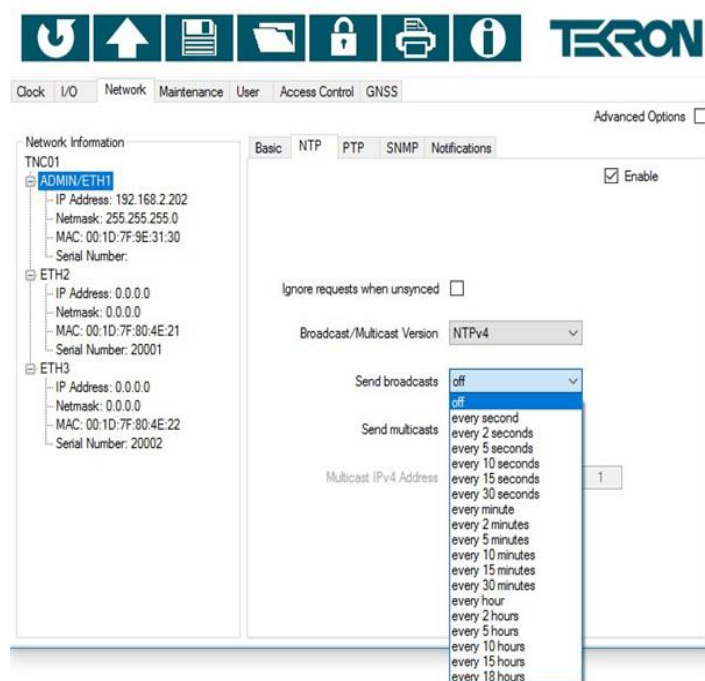 TEKRON
Clock I/O Network Maintenance User Access Control GNSS
Advanced Options
Network Information
TNC01
ADMIN/ETH1
IP Address: 192.168.2.202
Netmask: 255.255.255.0
MAC: 00:1D:7F:9E:31:30
Serial Number:
ETH2
IP Address: 0.0.0.0
Netmask: 0.0.0.0
MAC: 00:1D:7F:80:4E:21
Serial Number: 20001
ETH3
IP Address: 0.0.0.0
Netmask: 0.0.0.0
MAC: 00:1D:7F:80:4E:22
Serial Number: 20002
Basic NTP PTP SNMP Notifications
Enable
Ignore requests when unsynced
Broadcast/Multicast Version NTPv4
Send broadcasts off
Send multicasts
Multicast IPv4 Address 1
off
every second
every 2 seconds
every 5 seconds
every 10 seconds
every 15 seconds
every 30 seconds
every minute
every 2 minutes
every 5 minutes
every 10 minutes
every 15 minutes
every 30 minutes
every hour
every 2 hours
every 5 hours
every 10 hours
every 15 hours
every 18 hours